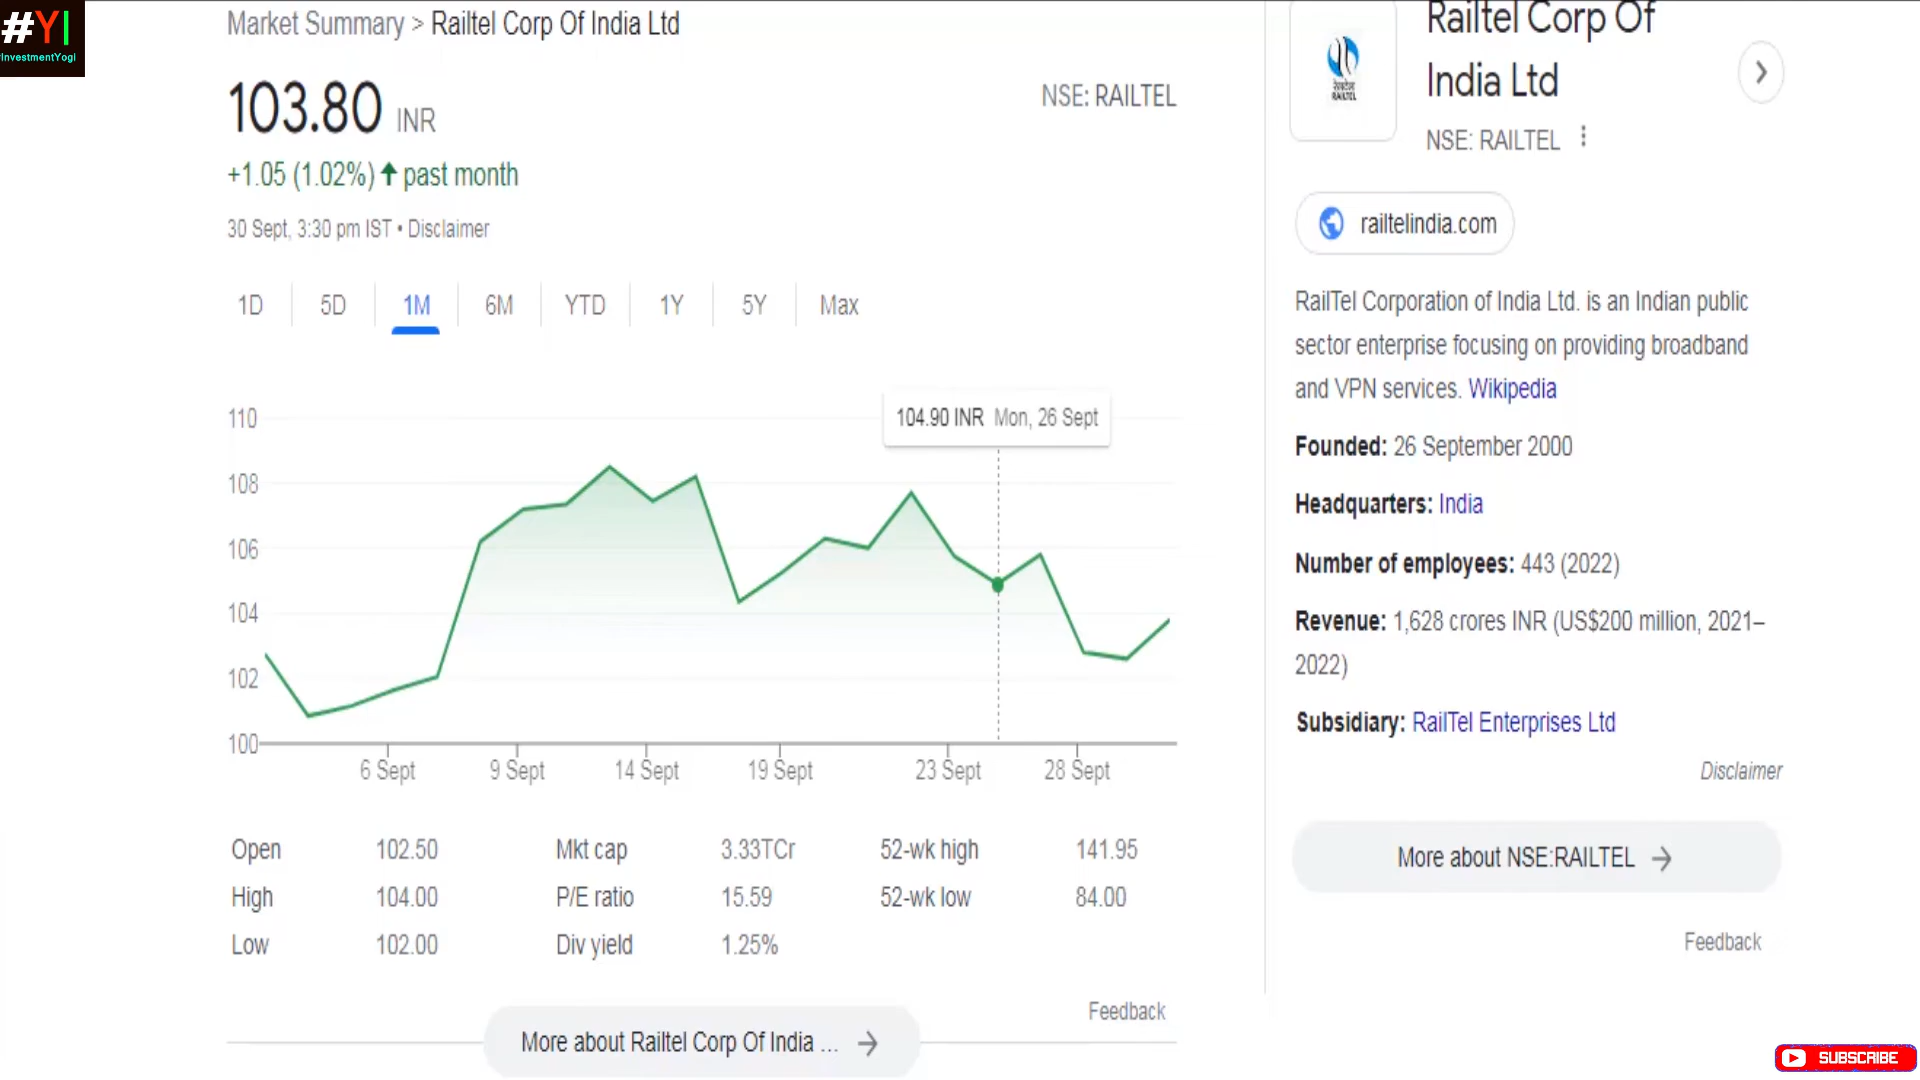 #YI
InvestmentYogi
Market Summary > Railtel Corp Of India Ltd
103.80 INR
NSE: RAILTEL
+1.05 (1.02%) ↑ past month
30 Sept, 3:30 pm IST • Disclaimer
1D 5D 1M 6M YTD 1Y 5Y Max
104.90 INR Mon, 26 Sept
110
108
106
104
102
100
6 Sept 9 Sept 14 Sept 19 Sept 23 Sept 28 Sept
Open 102.50 Mkt cap 3.33TCr 52-wk high 141.95
High 104.00 P/E ratio 15.59 52-wk low 84.00
Low 102.00 Div yield 1.25%
Feedback
More about Railtel Corp Of India ... →
रेलटेल
RAILTEL
Railtel Corp Of
India Ltd
NSE: RAILTEL
railtelindia.com
RailTel Corporation of India Ltd. is an Indian public
sector enterprise focusing on providing broadband
and VPN services. Wikipedia
Founded: 26 September 2000
Headquarters: India
Number of employees: 443 (2022)
Revenue: 1,628 crores INR (US$200 million, 2021–
2022)
Subsidiary: RailTel Enterprises Ltd
Disclaimer
More about NSE:RAILTEL →
Feedback
SUBSCRIBE